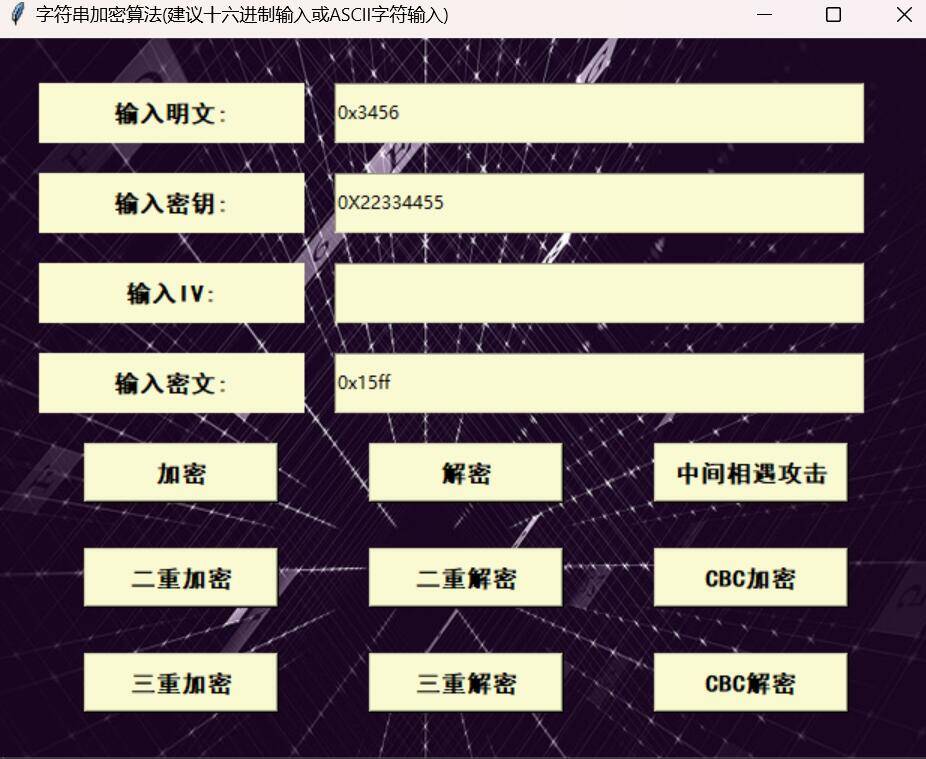 字符串加密算法(建议十六进制输入或ASCII字符输入)
输入明文:
0x3456
输入密钥:
0X22334455
输入IV:
输入密文:
0x15ff
加密
解密
中间相遇攻击
二重加密
二重解密
CBC加密
三重加密
三重解密
CBC解密